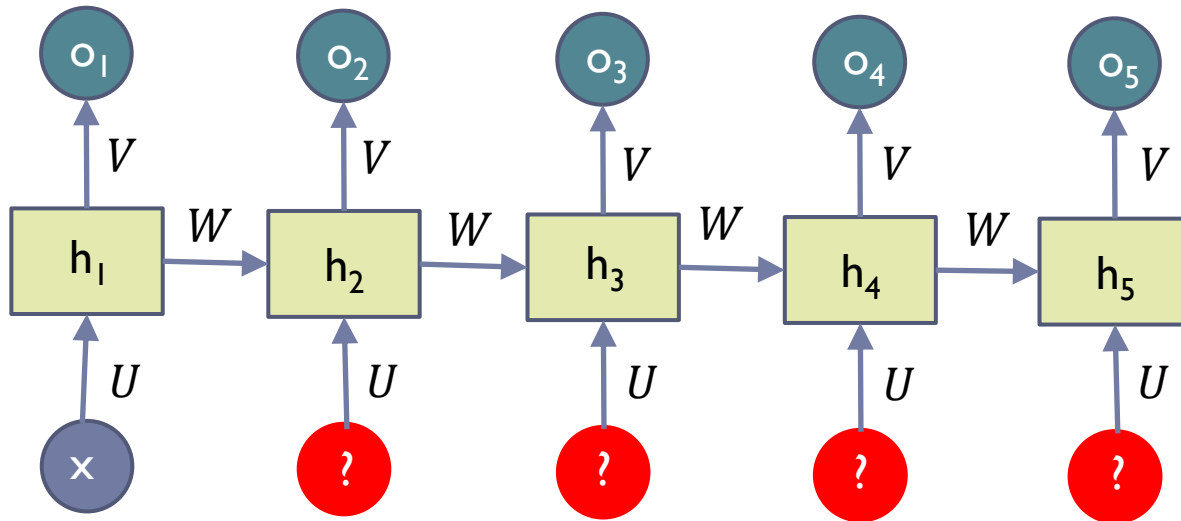 o₁ o₂ o₃ o₄ o₅
V V V V V
W W W W
h₁ h₂ h₃ h₄ h₅
U U U U U
x ? ? ? ?